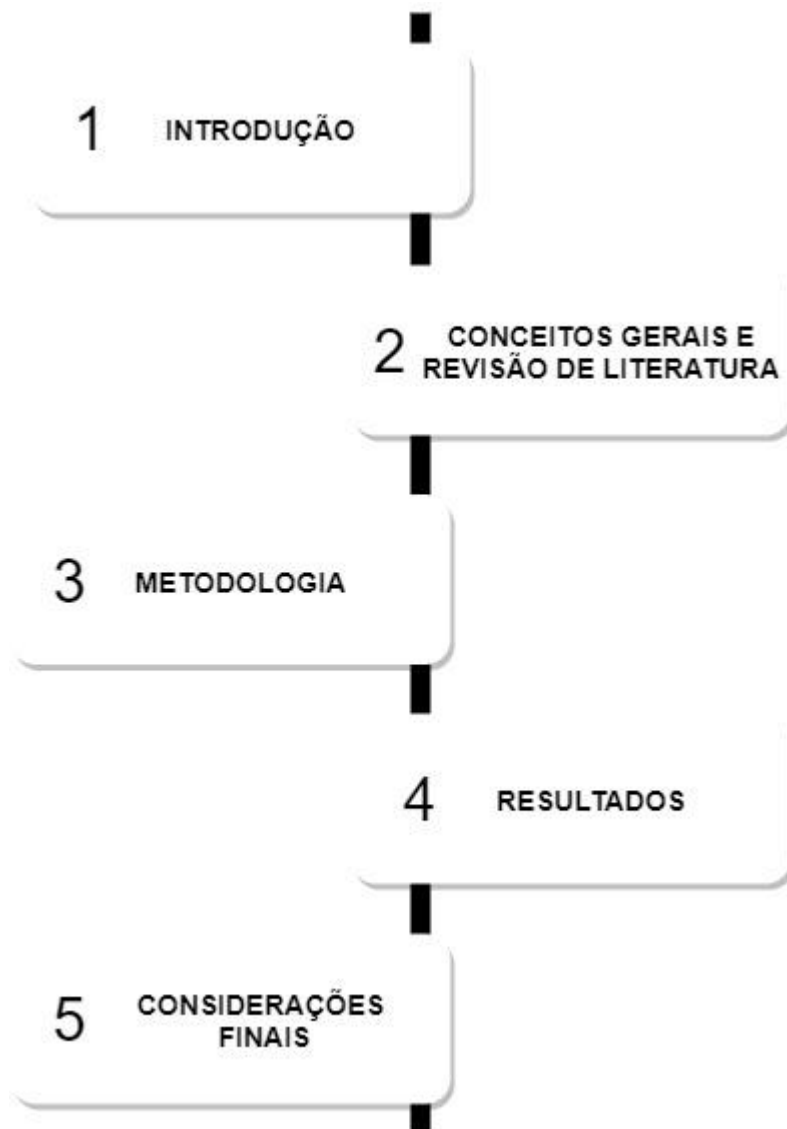 1 INTRODUÇÃO
2 CONCEITOS GERAIS E
REVISÃO DE LITERATURA
3 METODOLOGIA
4 RESULTADOS
5 CONSIDERAÇÕES
FINAIS